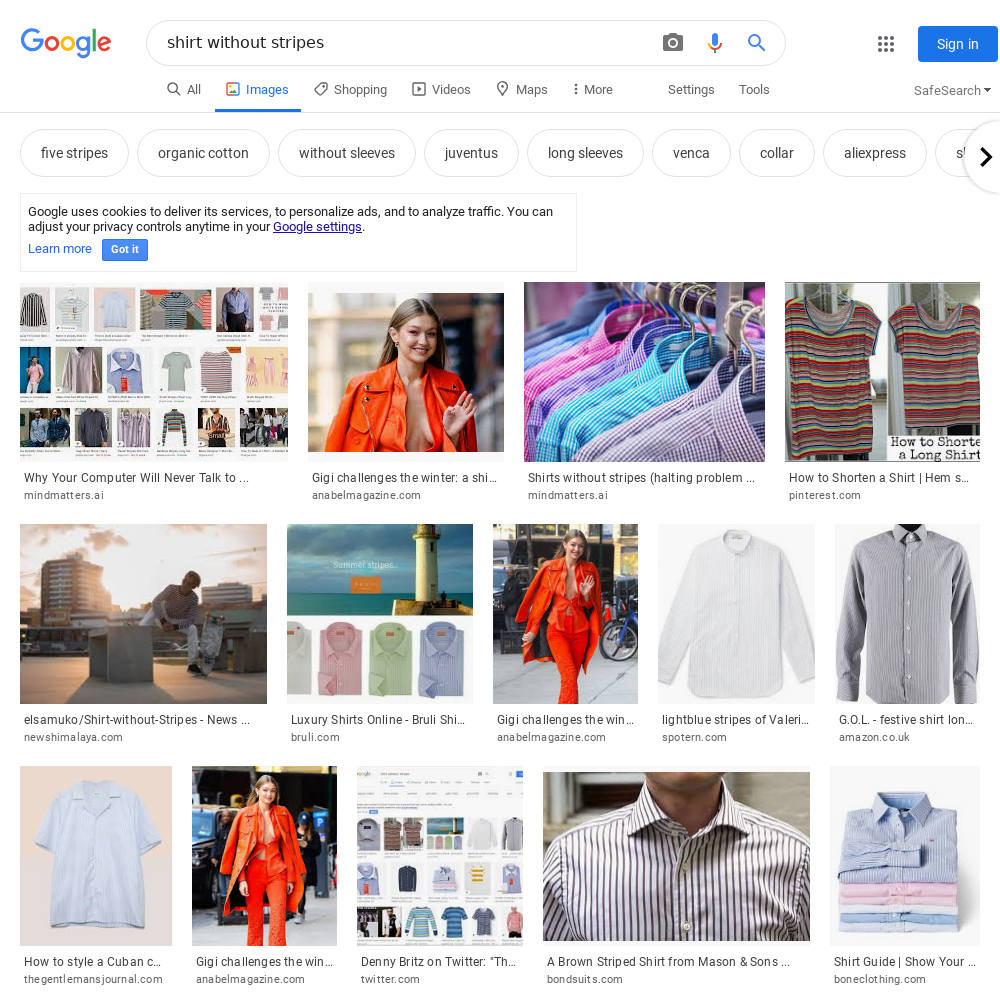 Google
shirt without stripes
Sign in
All
Images
Shopping
Videos
Maps
More
Settings
Tools
SafeSearch
five stripes
organic cotton
without sleeves
juventus
long sleeves
venca
collar
aliexpress
Google uses cookies to deliver its services, to personalize ads, and to analyze traffic. You can
adjust your privacy controls anytime in your Google settings.
Learn more
Got it
How to Shorte
a Long Shirt
Why Your Computer Will Never Talk to ...
mindmatters.ai
Gigi challenges the winter: a shi...
anabelmagazine.com
Shirts without stripes (halting problem ...
mindmatters.ai
How to Shorten a Shirt | Hem s...
pinterest.com
Summer stripes..
elsamuko/Shirt-without-Stripes - News ...
newshimalaya.com
Luxury Shirts Online - Bruli Shi...
bruli.com
Gigi challenges the win...
anabelmagazine.com
lightblue stripes of Valeri...
spotern.com
G.O.L. - festive shirt lon...
amazon.co.uk
How to style a Cuban c...
thegentlemansjournal.com
Gigi challenges the win...
anabelmagazine.com
Denny Britz on Twitter: "Th...
twitter.com
A Brown Striped Shirt from Mason & Sons ...
bondsuits.com
Shirt Guide | Show Your ...
boneclothing.com